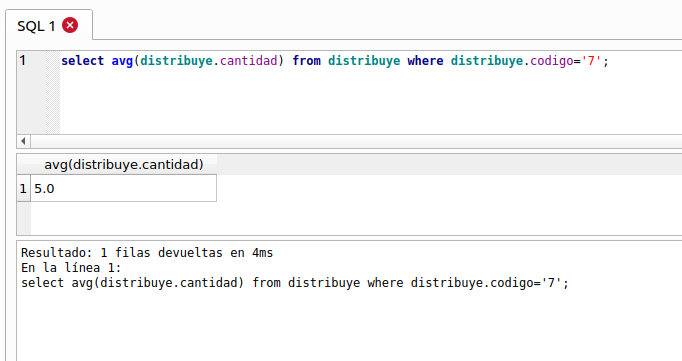 SQL 1
1 select avg(distribuye.cantidad) from distribuye where distribuye.codigo='7';
avg(distribuye.cantidad)
1 5.0
Resultado: 1 filas devueltas en 4ms
En la línea 1:
select avg(distribuye.cantidad) from distribuye where distribuye.codigo='7';